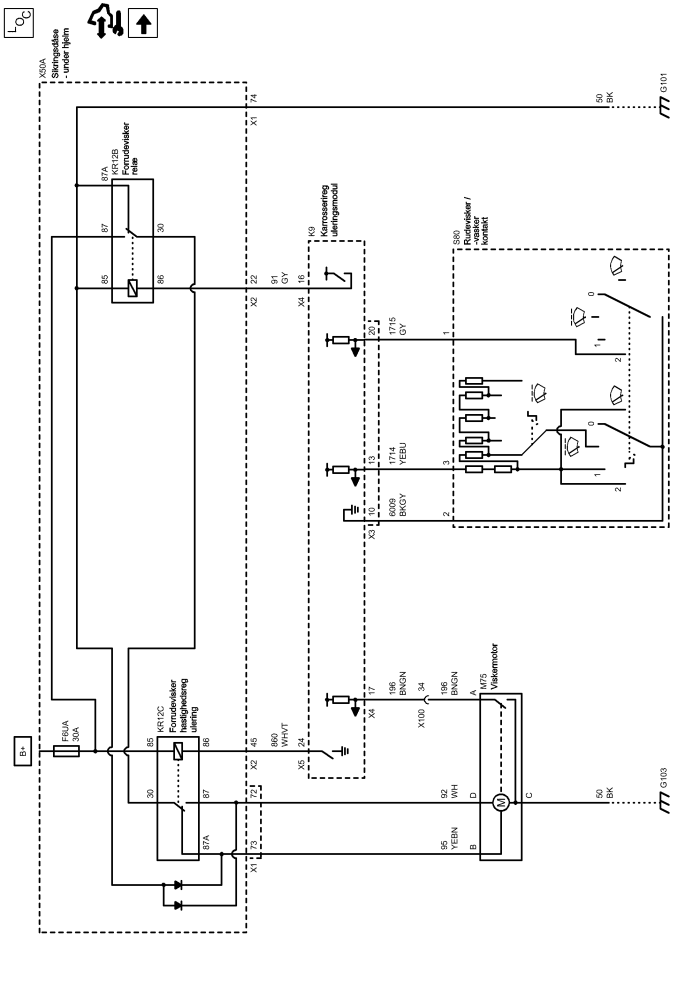 LOC
X50A
Sikringsdåse
- under hjelm
B+
F6UA
30A
KR12B
Forrudevisker
relæ
87A
87
30
85
86
74
X1
50
BK
G101
22
X2
91
GY
16
X4
K9
Karrosserireg
uleringsmodul
20
1715
GY
1
13
1714
YEBU
3
10
X3
6009
BKGY
2
S80
Rudevisker /
-vasker
kontakt
0
1
2
0
1
2
KR12C
Forrudevisker
hastighedsreg
ulering
85
86
30
87
87A
45
X2
860
WHVT
24
X5
17
X4
196
BNGN
34
X100
196
BNGN
A
M75
Viskermotor
72
92
WH
D
M
C
50
BK
G103
73
X1
95
YEBN
B